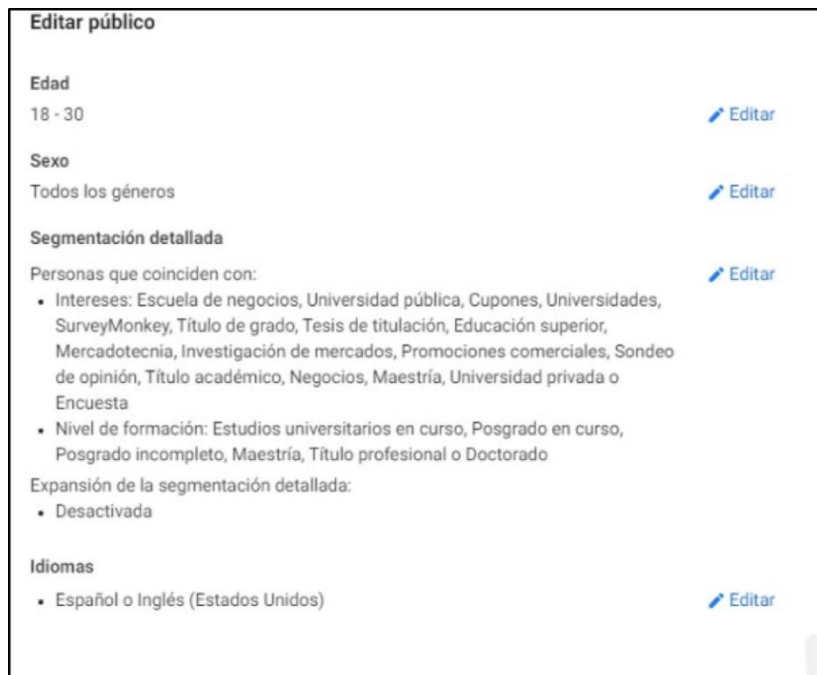 Editar público
Edad
18 - 30
Editar
Sexo
Todos los géneros
Editar
Segmentación detallada
Personas que coinciden con:
Editar
• Intereses: Escuela de negocios, Universidad pública, Cupones, Universidades,
SurveyMonkey, Título de grado, Tesis de titulación, Educación superior,
Mercadotecnia, Investigación de mercados, Promociones comerciales, Sondeo
de opinión, Título académico, Negocios, Maestría, Universidad privada o
Encuesta
• Nivel de formación: Estudios universitarios en curso, Posgrado en curso,
Posgrado incompleto, Maestría, Título profesional o Doctorado
Expansión de la segmentación detallada:
• Desactivada
Idiomas
• Español o Inglés (Estados Unidos)
Editar